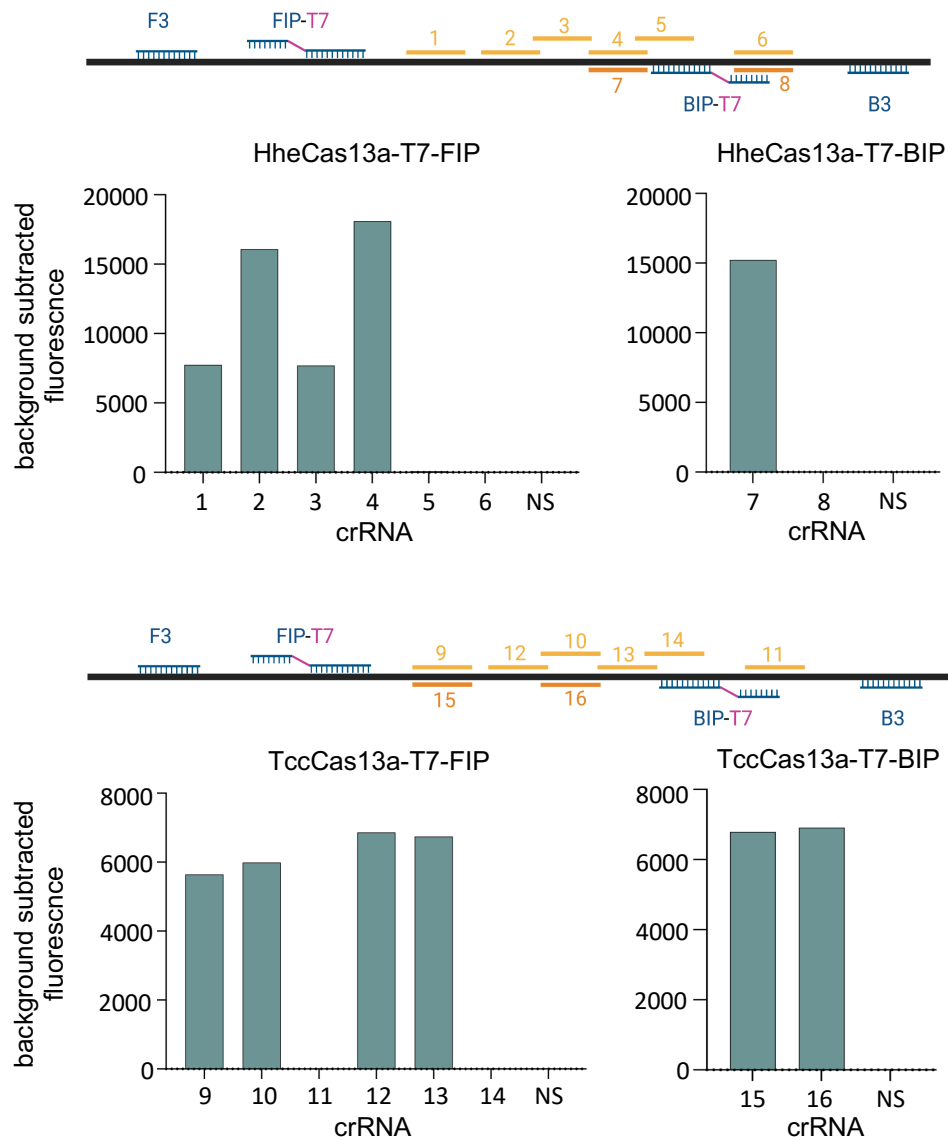 F3 FIP-T7 1 2 3 4 5 6
7 8
BIP-T7 B3
HheCas13a-T7-FIP HheCas13a-T7-BIP
background subtracted
fluorescnce
20000
15000
10000
5000
0
1 2 3 4 5 6 NS
crRNA
20000
15000
10000
5000
0
7 8 NS
crRNA
F3 FIP-T7 9 12 10 13 14 11
15 16
BIP-T7 B3
TccCas13a-T7-FIP TccCas13a-T7-BIP
background subtracted
fluorescnce
8000
6000
4000
2000
0
9 10 11 12 13 14 NS
crRNA
8000
6000
4000
2000
0
15 16 NS
crRNA